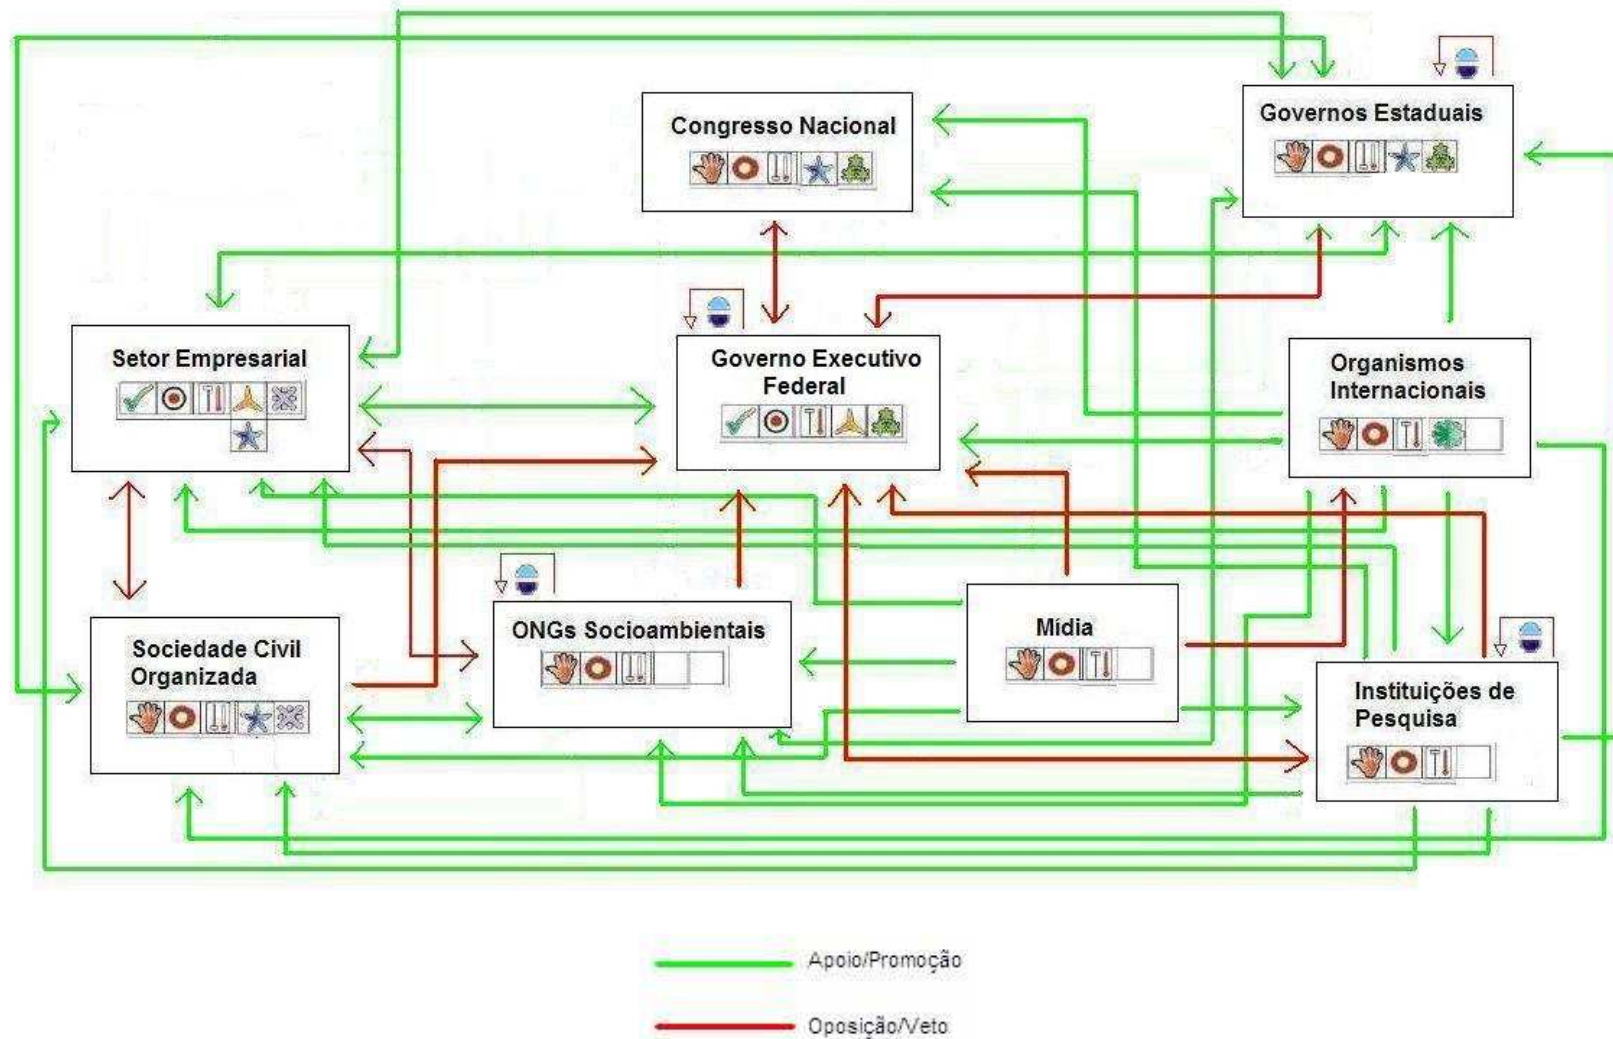 Governos Estaduais
Congresso Nacional
Setor Empresarial
Governo Executivo
Federal
Organismos
Internacionais
Sociedade Civil
Organizada
ONGs Socioambientais
Mídia
Instituições de
Pesquisa
Apoio/Promoção
Oposição/Veto